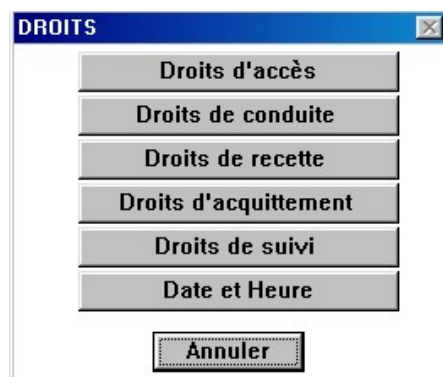 DROITS
Droits d'accès
Droits de conduite
Droits de recette
Droits d'acquittement
Droits de suivi
Date et Heure
Annuler